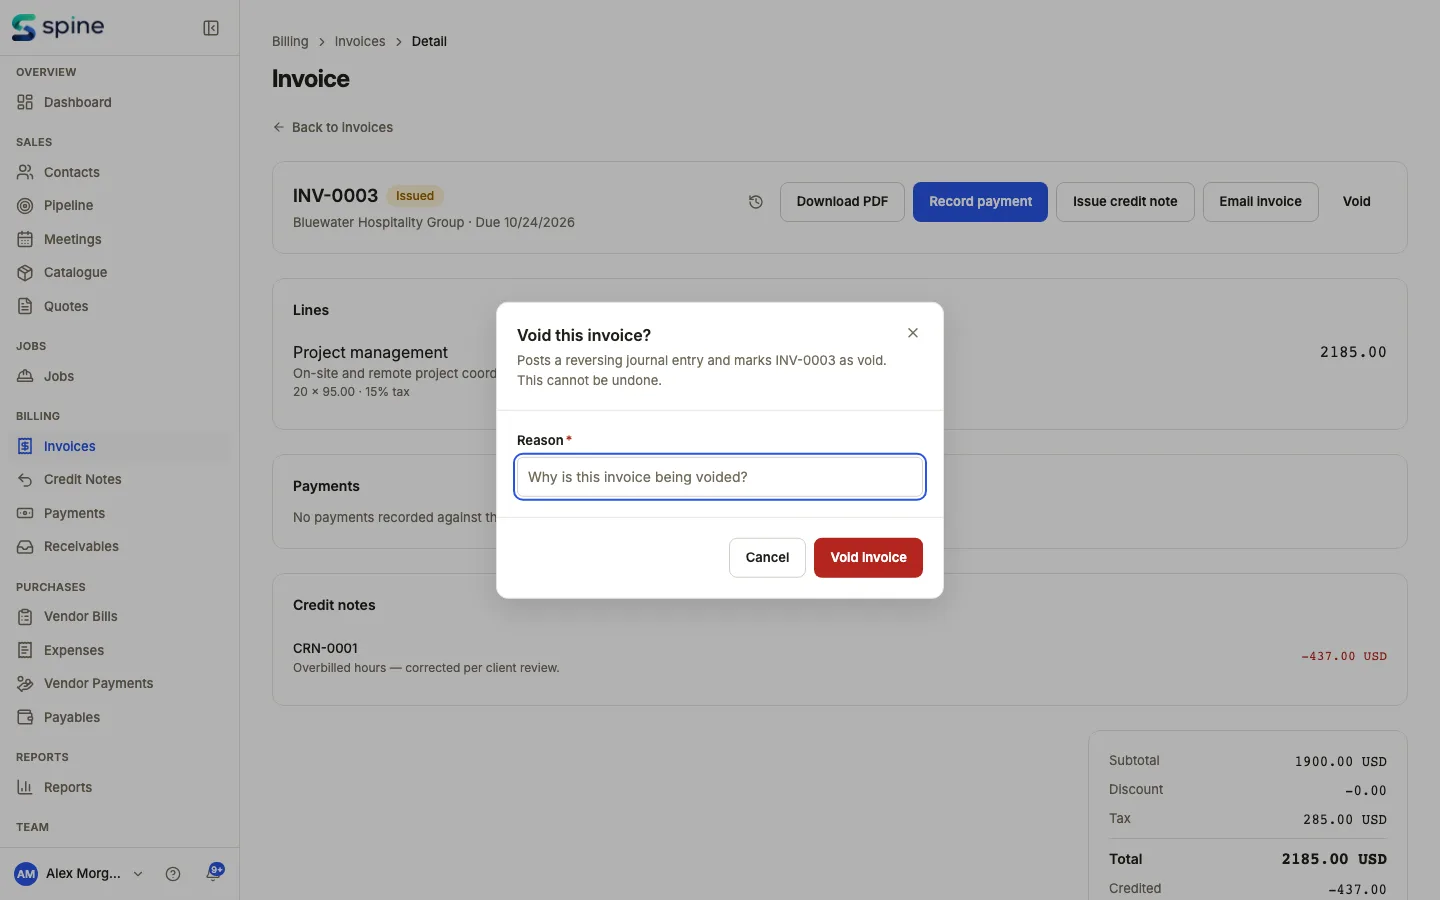 spine
OVERVIEW
Dashboard
SALES
Contacts
Pipeline
Meetings
Catalogue
Quotes
JOBS
Jobs
BILLING
Invoices
Credit Notes
Payments
Receivables
PURCHASES
Vendor Bills
Expenses
Vendor Payments
Payables
REPORTS
Reports
TEAM
AM Alex Morg... ? 9+
Billing > Invoices > Detail
Invoice
← Back to invoices
INV-0003 Issued
Bluewater Hospitality Group · Due 10/24/2026
Download PDF Record payment Issue credit note Email invoice Void
Lines
Project management 2185.00
On-site and remote project coord
20 × 95.00 · 15% tax
Payments
No payments recorded against th
Credit notes
CRN-0001
Overbilled hours — corrected per client review.
-437.00 USD
Subtotal 1900.00 USD
Discount -0.00
Tax 285.00 USD
Total 2185.00 USD
Credited -437.00
Void this invoice?
Posts a reversing journal entry and marks INV-0003 as void.
This cannot be undone.
Reason *
Why is this invoice being voided?
Cancel Void invoice